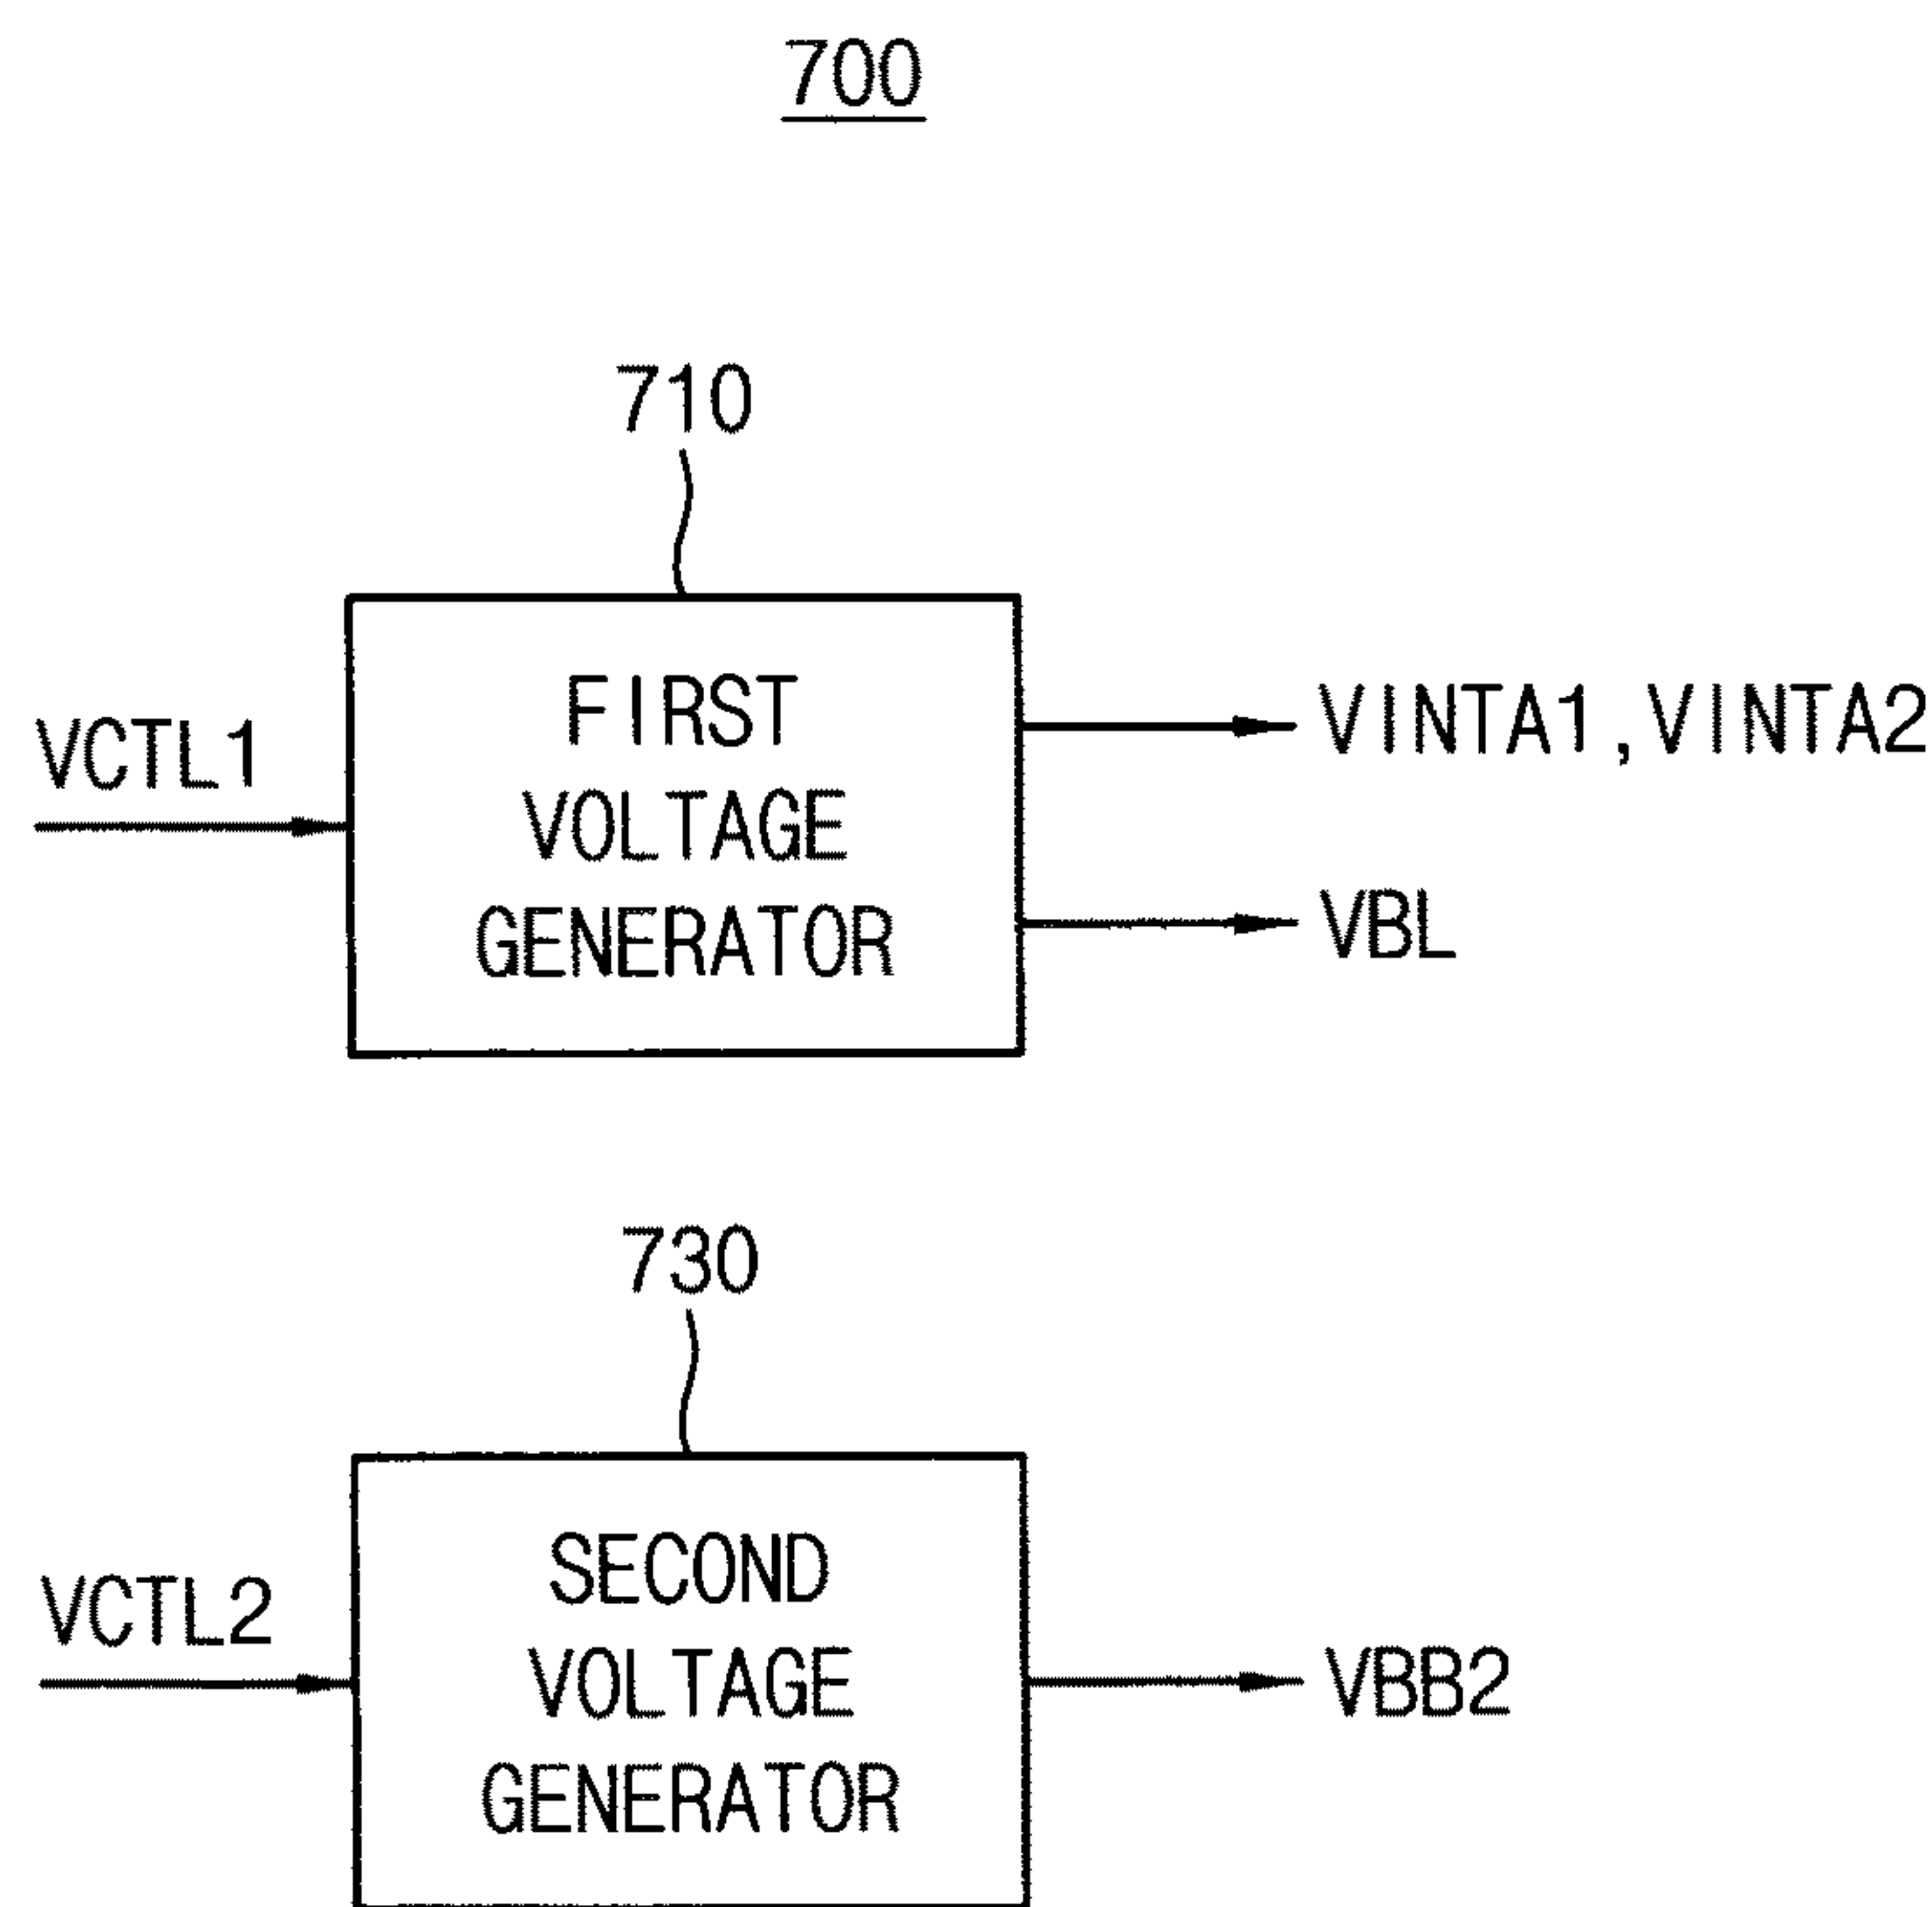 700
710
VCTL1
FIRST
VOLTAGE
GENERATOR
VINTA1,VINTA2
VBL
730
VCTL2
SECOND
VOLTAGE
GENERATOR
VBB2